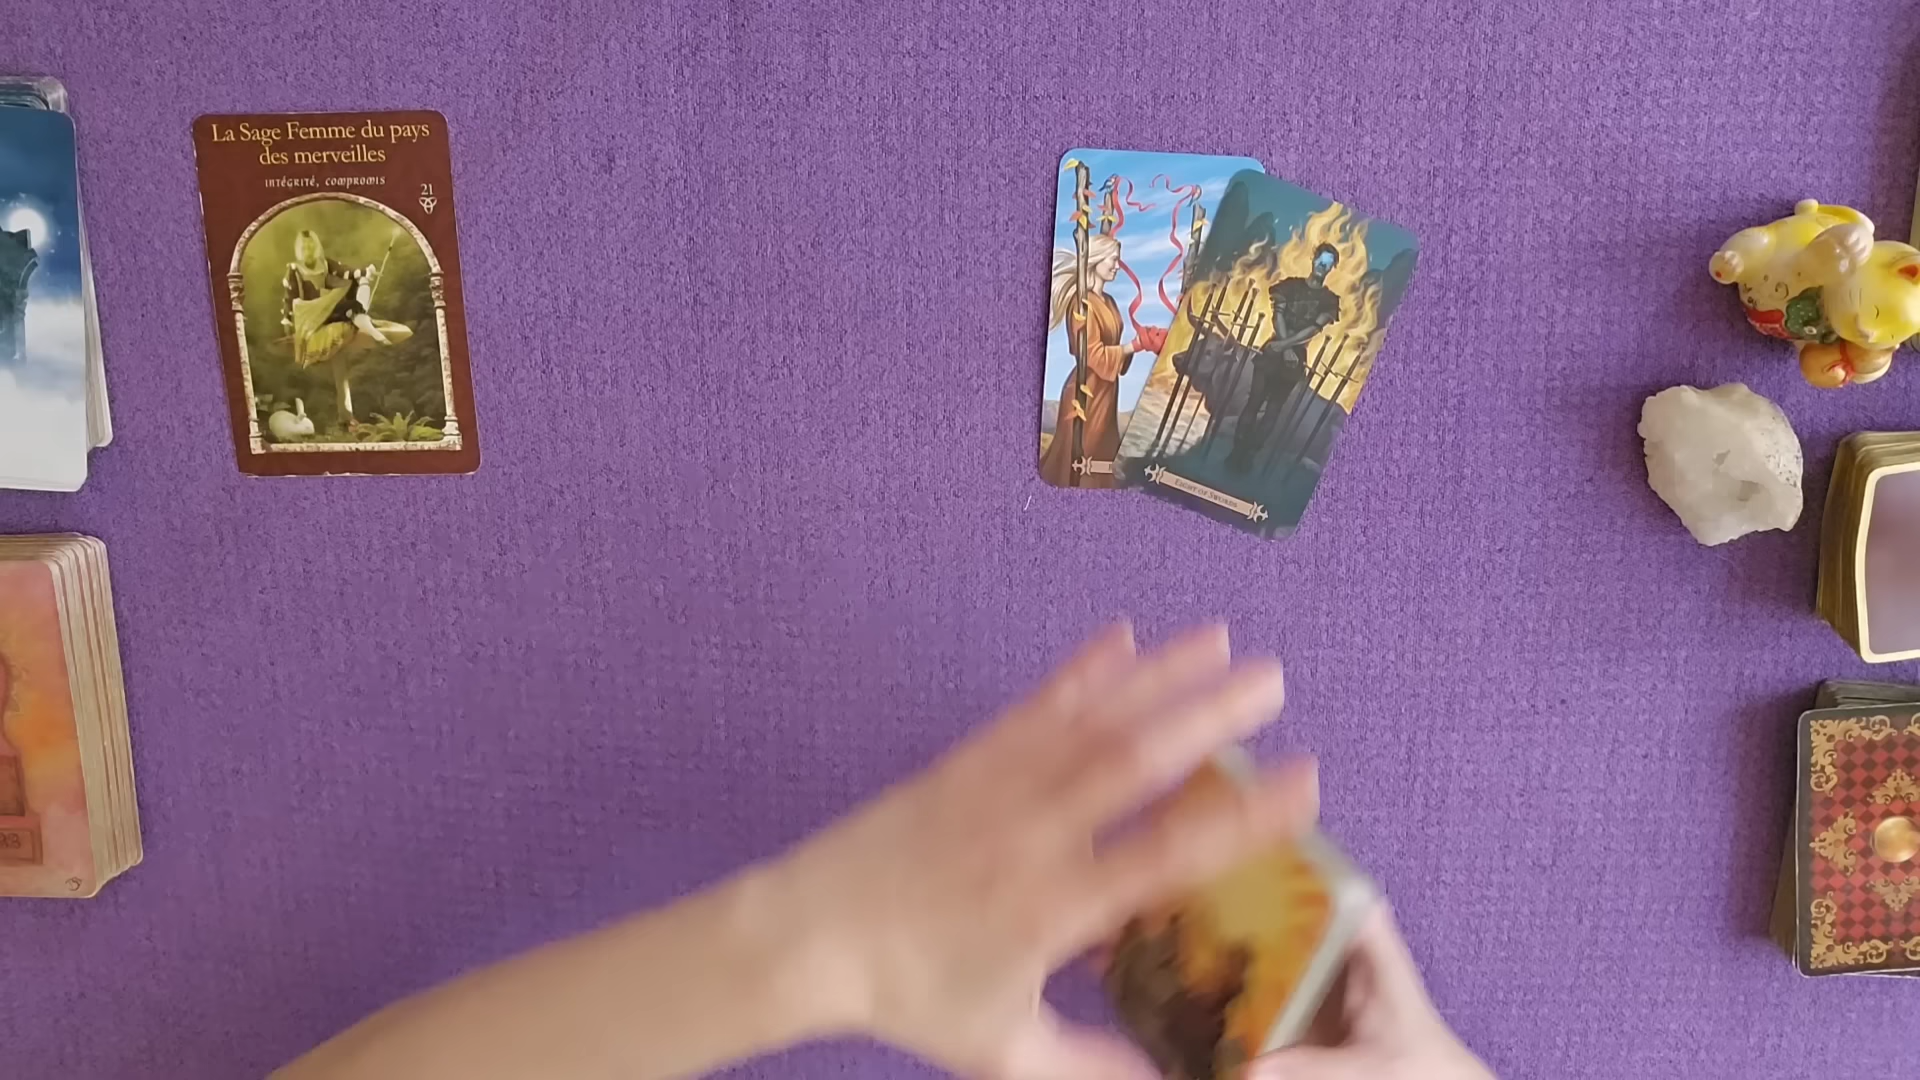 La Sage Femme du pays
des merveilles
INTÉGRITÉ, COMPROMIS
21
EIGHT OF SWORDS